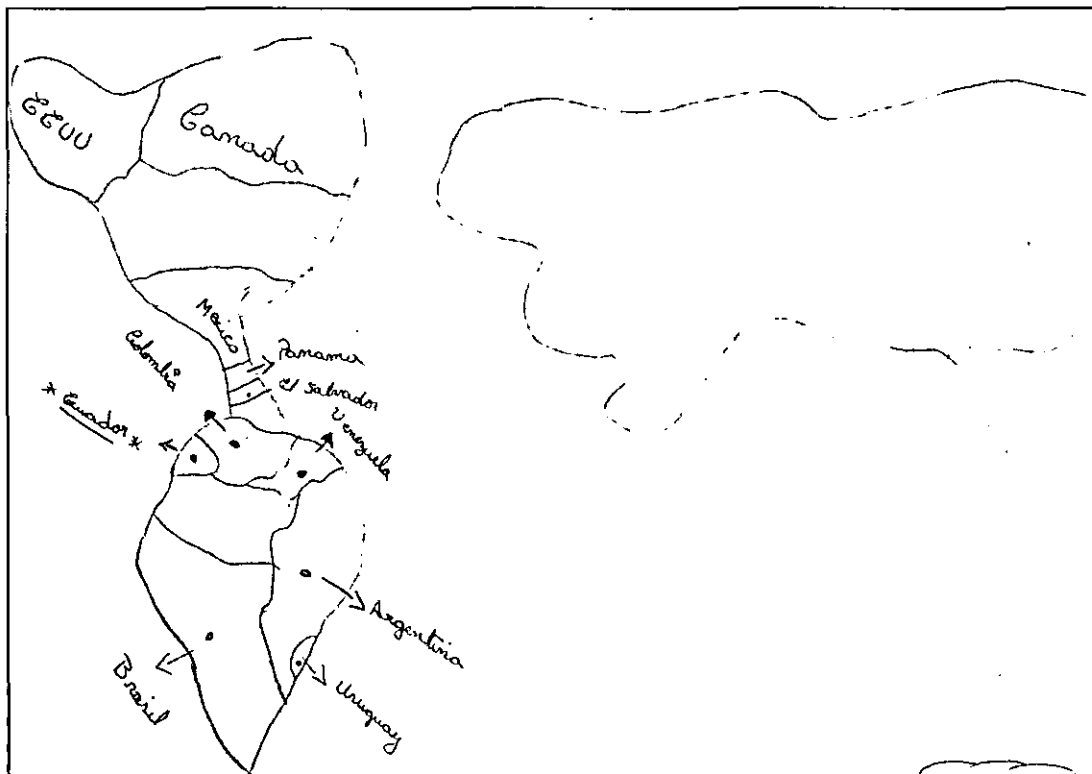 EEUU
Canada
Mexico
Panama
El Salvador
Colombia
Venezuela
* Ecuador *
Argentina
Brasil
Uruguay